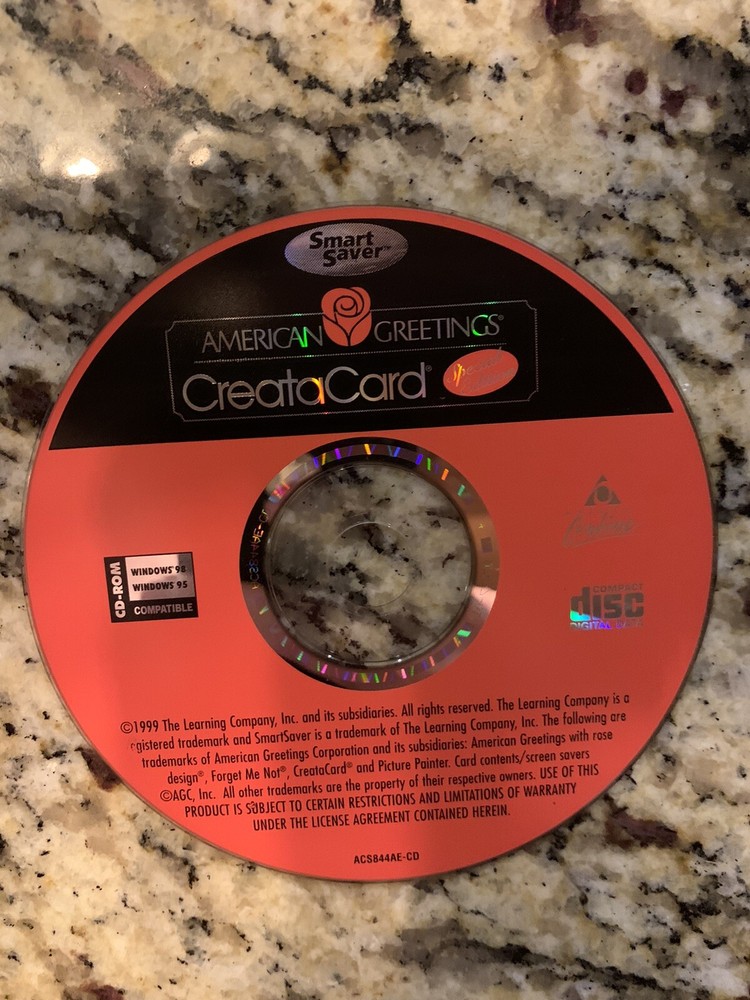 Smart
Saver™
AMERICAN GREETINGS®
CreataCard®
Special
CD-ROM
WINDOWS® 98
WINDOWS 95
COMPATIBLE
COMPACT
disc
DIGITAL DATA
©1999 The Learning Company, Inc. and its subsidiaries. All rights reserved. The Learning Company is a
gistered trademark and SmartSaver is a trademark of The Learning Company, Inc. The following are
trademarks of American Greetings Corporation and its subsidiaries: American Greetings with rose
design®, Forget Me Not®, CreataCard® and Picture Painter. Card contents/screen savers
©AGC, Inc. All other trademarks are the property of their respective owners. USE OF THIS
PRODUCT IS SUBJECT TO CERTAIN RESTRICTIONS AND LIMITATIONS OF WARRANTY
UNDER THE LICENSE AGREEMENT CONTAINED HEREIN.
ACS844AE-CD